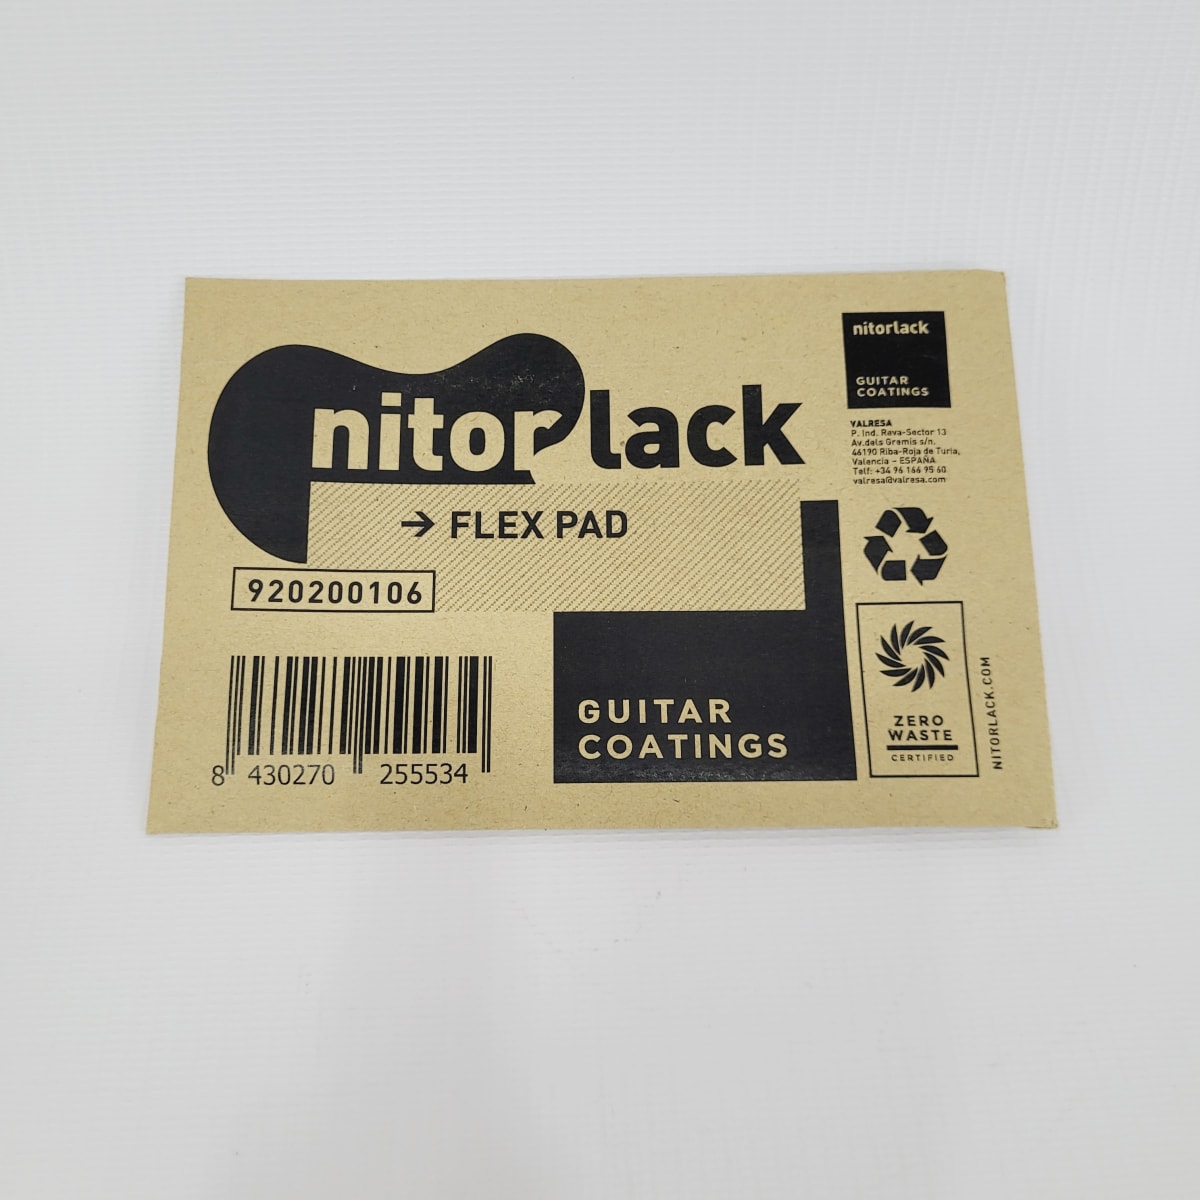 nitorlack
→ FLEX PAD
920200106
8 430270 255534
GUITAR
COATINGS
nitorlack
GUITAR
COATINGS
VALRESA
P. Ind. Reva-Sector 13
Av.dels Gremis s/n.
46190 Riba-Roja de Turia,
Valencia - ESPAÑA
Telf: +34 96 166 95 60
valresa@valresa.com
ZERO
WASTE
CERTIFIED
NITORLACK.COM